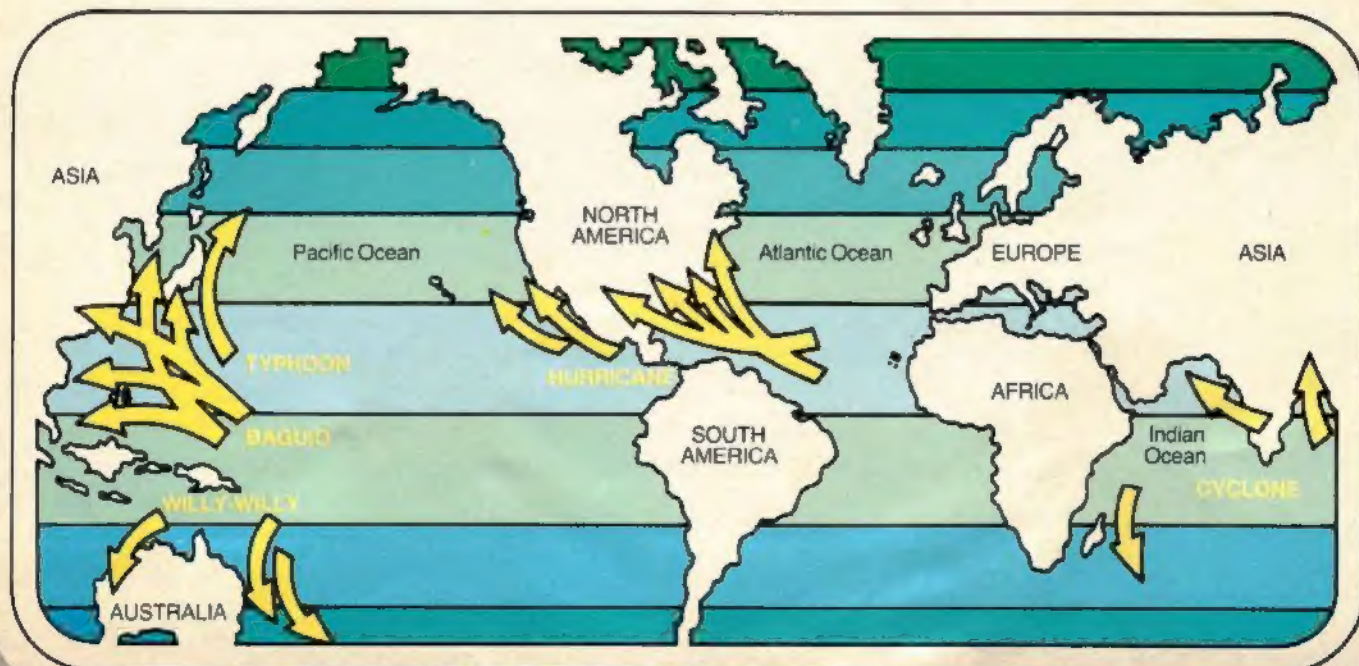 ASIA
NORTH
AMERICA
Pacific Ocean
Atlantic Ocean
EUROPE
ASIA
TYPHOON
HURRICANE
AFRICA
BAGUIO
SOUTH
AMERICA
Indian
Ocean
WILLY-WILLY
CYCLONE
AUSTRALIA